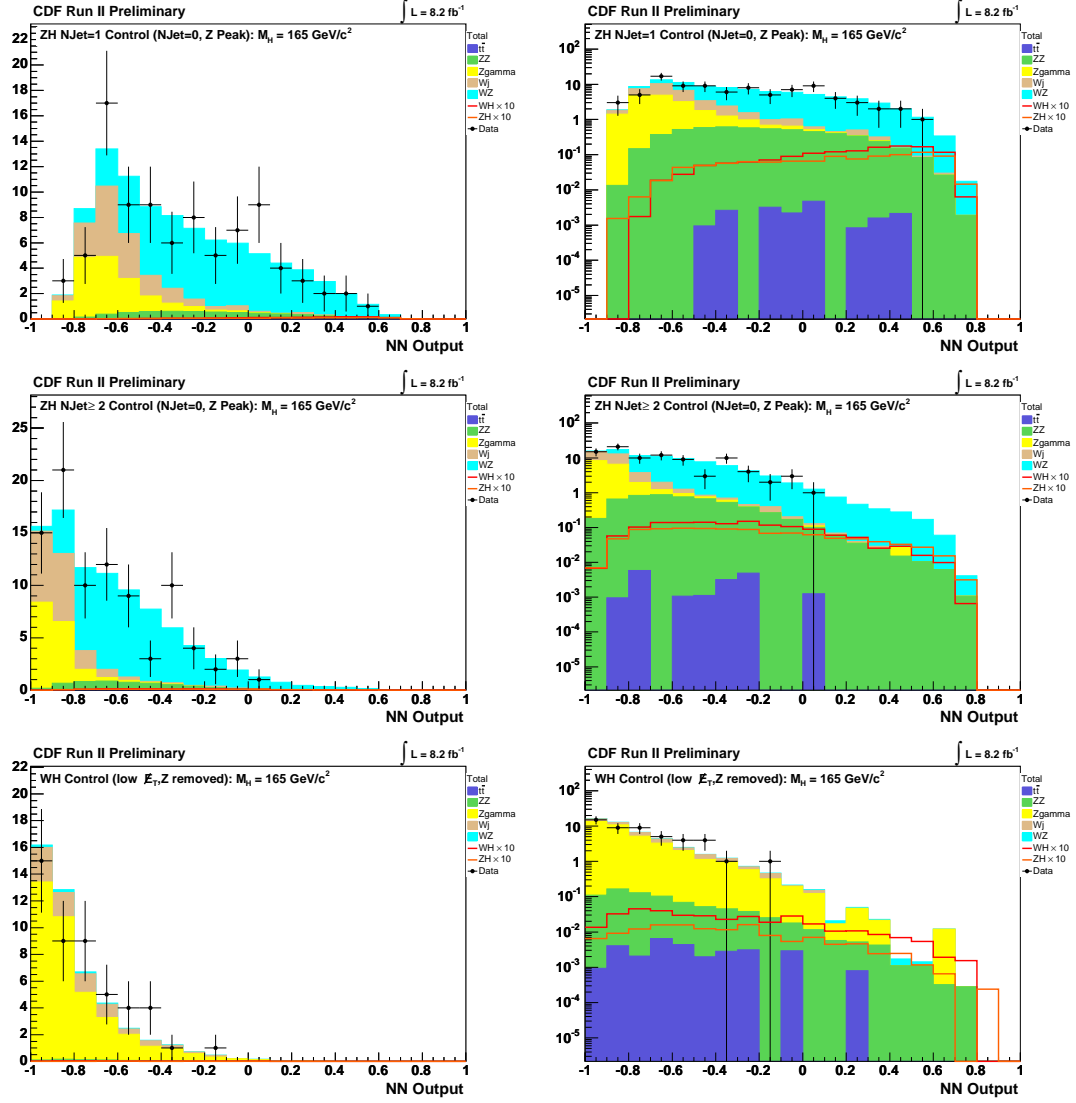 CDF Run II Preliminary
∫ L = 8.2 fb⁻¹
ZH NJet=1 Control (NJet=0, Z Peak): M_H = 165 GeV/c²
22
20
18
16
14
12
10
8
6
4
2
0
-1 -0.8 -0.6 -0.4 -0.2 0 0.2 0.4 0.6 0.8 1
NN Output
Total
tt̄
ZZ
Zgamma
Wj
WZ
WH × 10
ZH × 10
Data
CDF Run II Preliminary
∫ L = 8.2 fb⁻¹
ZH NJet=1 Control (NJet=0, Z Peak): M_H = 165 GeV/c²
10²
10
1
10⁻¹
10⁻²
10⁻³
10⁻⁴
10⁻⁵
-1 -0.8 -0.6 -0.4 -0.2 0 0.2 0.4 0.6 0.8 1
NN Output
Total
tt̄
ZZ
Zgamma
Wj
WZ
WH × 10
ZH × 10
Data
CDF Run II Preliminary
∫ L = 8.2 fb⁻¹
ZH NJet≥ 2 Control (NJet=0, Z Peak): M_H = 165 GeV/c²
25
20
15
10
5
0
-1 -0.8 -0.6 -0.4 -0.2 0 0.2 0.4 0.6 0.8 1
NN Output
Total
tt̄
ZZ
Zgamma
Wj
WZ
WH × 10
ZH × 10
Data
CDF Run II Preliminary
∫ L = 8.2 fb⁻¹
ZH NJet≥ 2 Control (NJet=0, Z Peak): M_H = 165 GeV/c²
10²
10
1
10⁻¹
10⁻²
10⁻³
10⁻⁴
10⁻⁵
-1 -0.8 -0.6 -0.4 -0.2 0 0.2 0.4 0.6 0.8 1
NN Output
Total
tt̄
ZZ
Zgamma
Wj
WZ
WH × 10
ZH × 10
Data
CDF Run II Preliminary
∫ L = 8.2 fb⁻¹
WH Control (low E̸_T,Z removed): M_H = 165 GeV/c²
22
20
18
16
14
12
10
8
6
4
2
0
-1 -0.8 -0.6 -0.4 -0.2 0 0.2 0.4 0.6 0.8 1
NN Output
Total
tt̄
ZZ
Zgamma
Wj
WZ
WH × 10
ZH × 10
Data
CDF Run II Preliminary
∫ L = 8.2 fb⁻¹
WH Control (low E̸_T,Z removed): M_H = 165 GeV/c²
10²
10
1
10⁻¹
10⁻²
10⁻³
10⁻⁴
10⁻⁵
-1 -0.8 -0.6 -0.4 -0.2 0 0.2 0.4 0.6 0.8 1
NN Output
Total
tt̄
ZZ
Zgamma
Wj
WZ
WH × 10
ZH × 10
Data